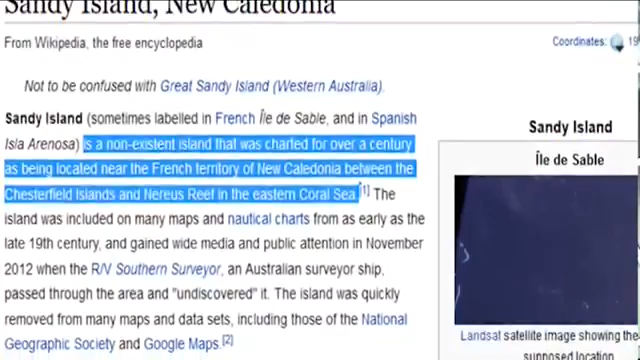 Sandy Island, New Caledonia
From Wikipedia, the free encyclopedia
Coordinates: 19
Not to be confused with Great Sandy Island (Western Australia).
Sandy Island (sometimes labelled in French Île de Sable, and in Spanish
Isla Arenosa) is a non-existent island that was charted for over a century
as being located near the French territory of New Caledonia between the
Chesterfield Islands and Nereus Reef in the eastern Coral Sea.[1] The
island was included on many maps and nautical charts from as early as the
late 19th century, and gained wide media and public attention in November
2012 when the R/V Southern Surveyor, an Australian surveyor ship,
passed through the area and "undiscovered" it. The island was quickly
removed from many maps and data sets, including those of the National
Geographic Society and Google Maps.[2]
Sandy Island
Île de Sable
Landsat satellite image showing the
supposed location